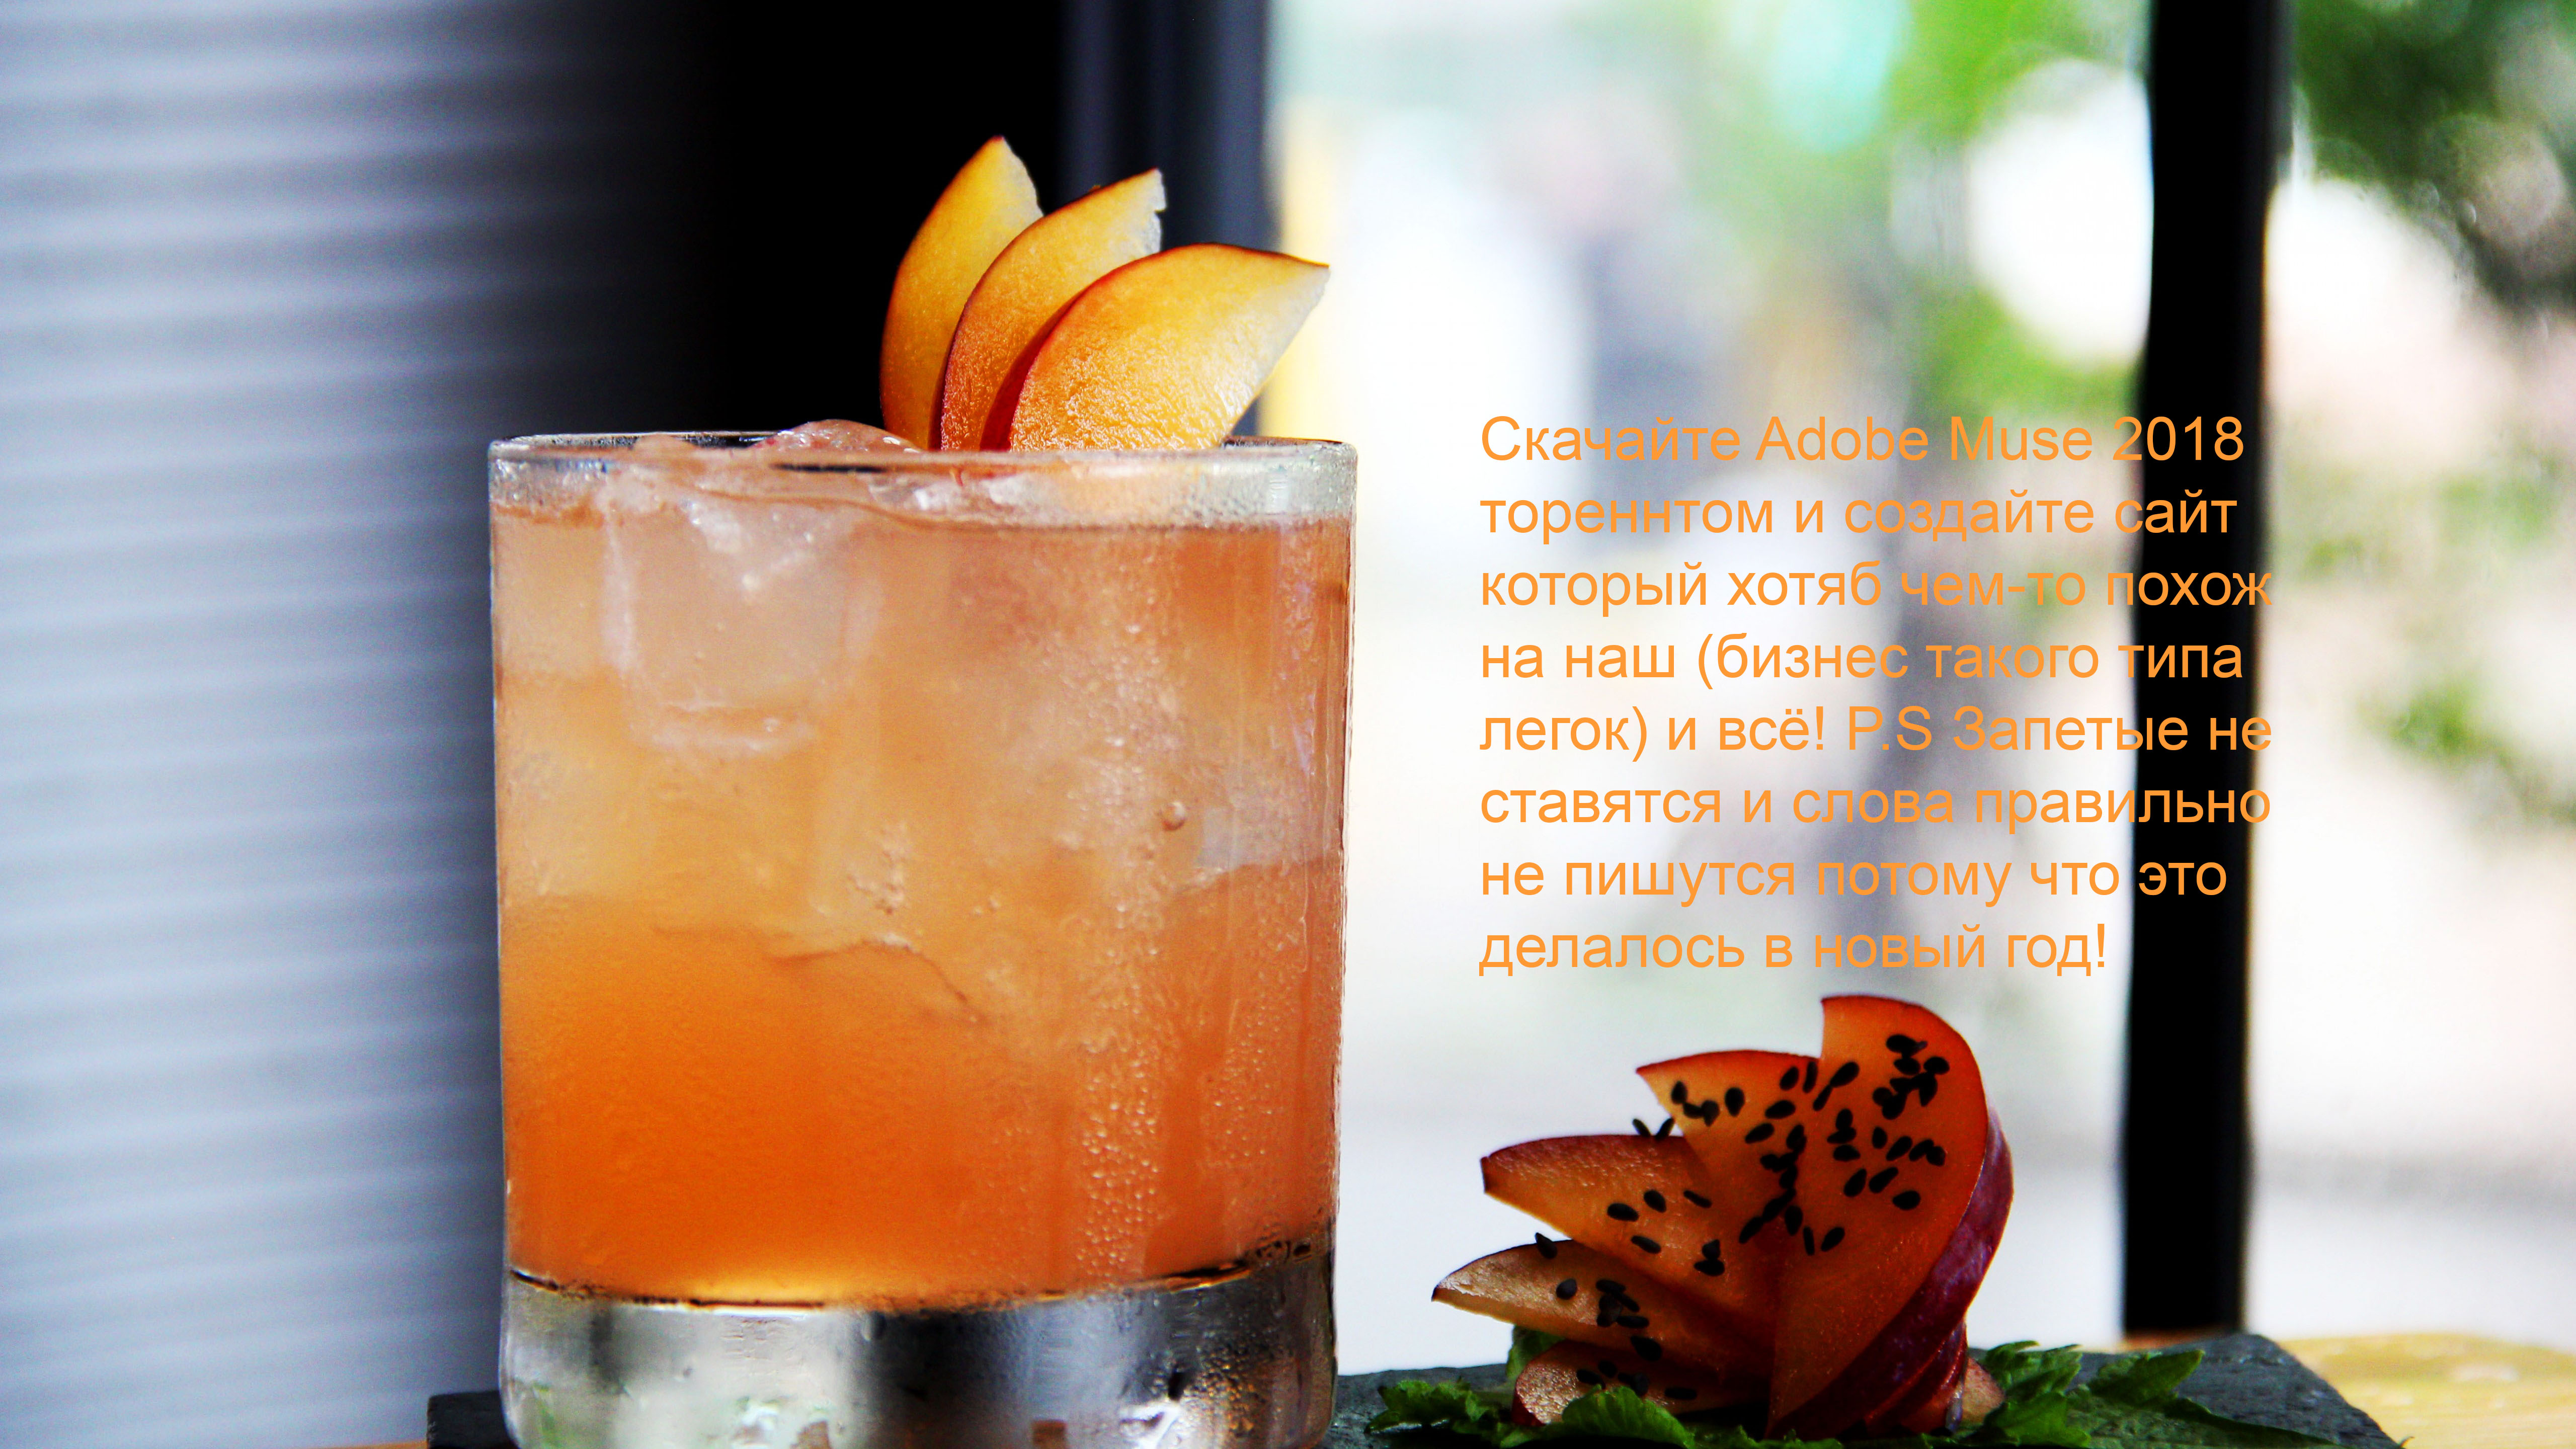 Скачайте Adobe Muse 2018
тореннтом и создайте сайт
который хотяб чем-то похож
на наш (бизнес такого типа
легок) и всё! P.S Запетые не
ставятся и слова правильно
не пишутся потому что это
делалось в новый год!